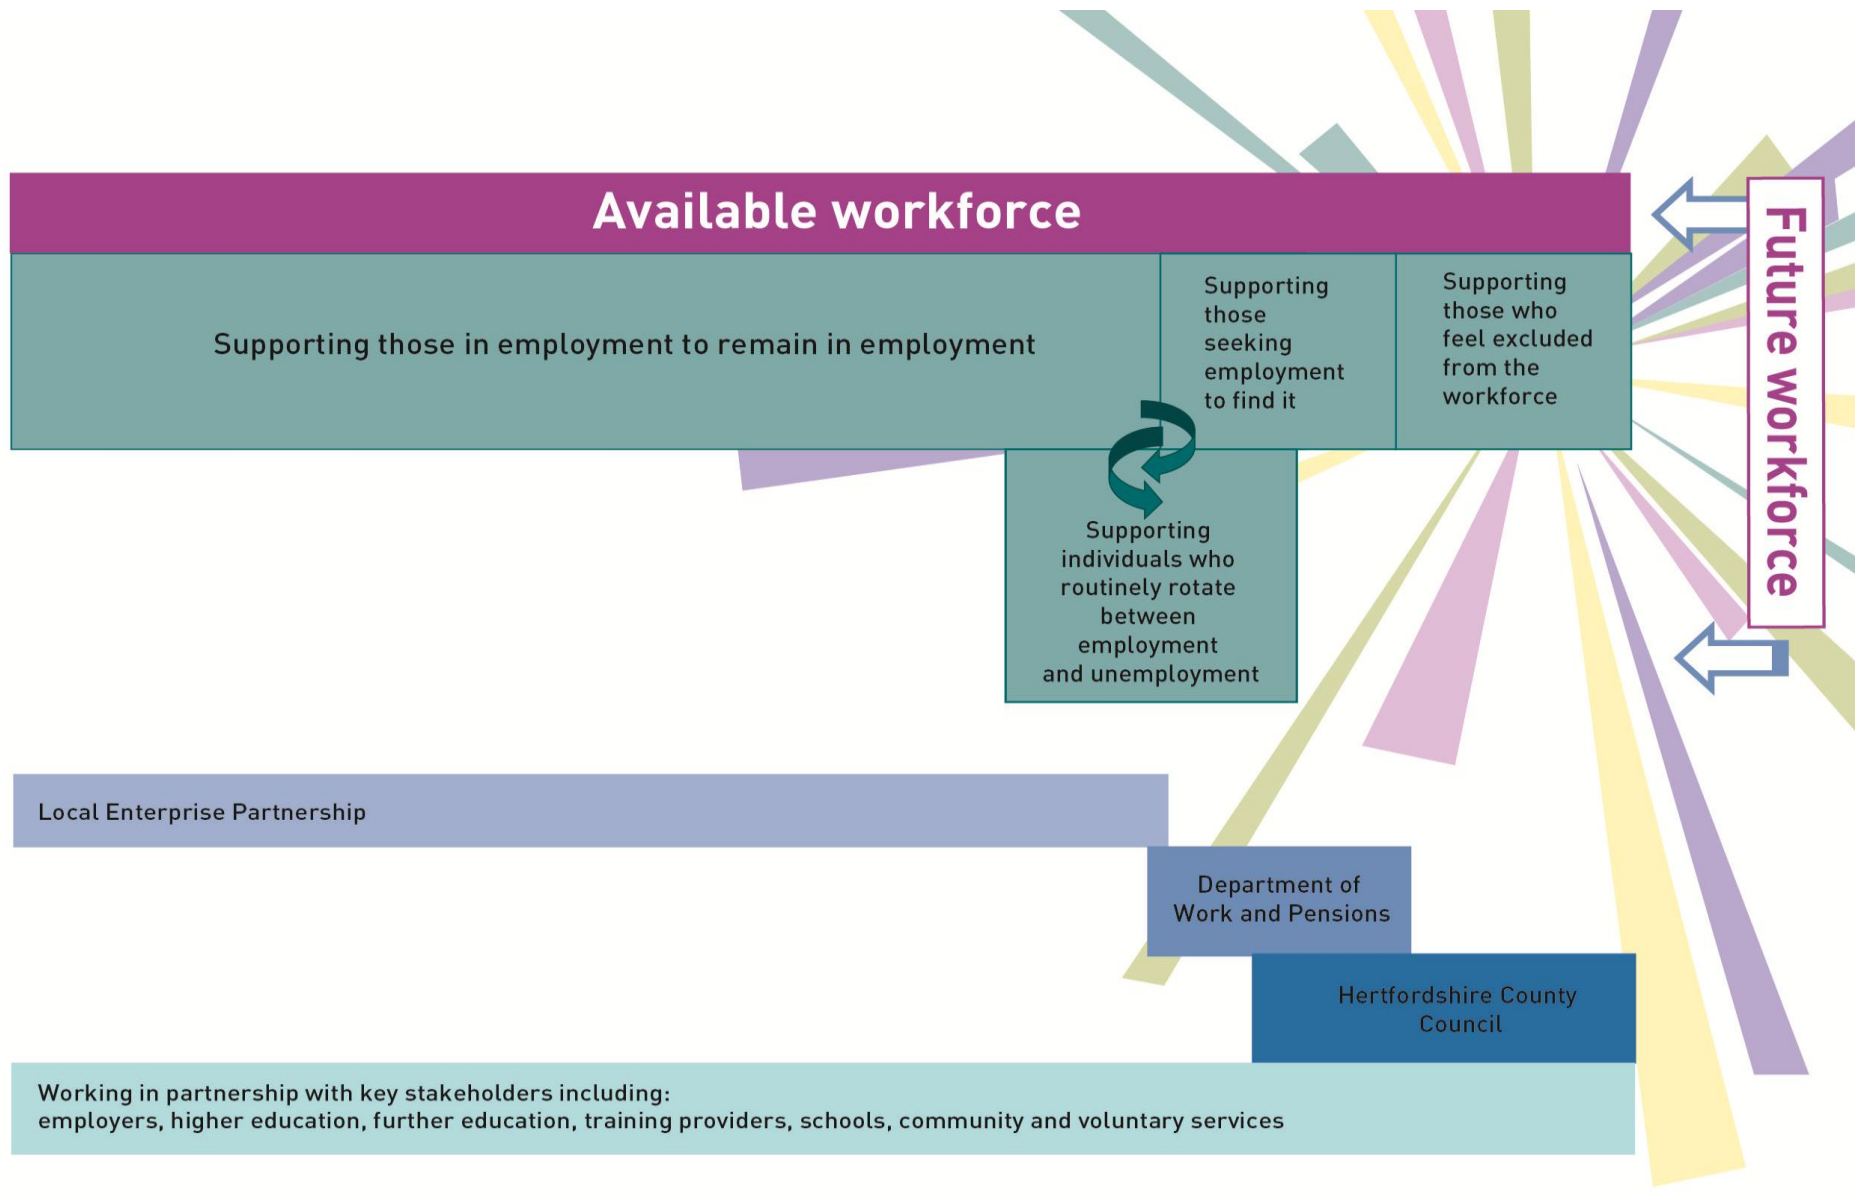 Available workforce
Supporting those in employment to remain in employment
Supporting
those
seeking
employment
to find it
Supporting
those who
feel excluded
from the
workforce
Future workforce
Supporting
individuals who
routinely rotate
between
employment
and unemployment
Local Enterprise Partnership
Department of
Work and Pensions
Hertfordshire County
Council
Working in partnership with key stakeholders including:
employers, higher education, further education, training providers, schools, community and voluntary services